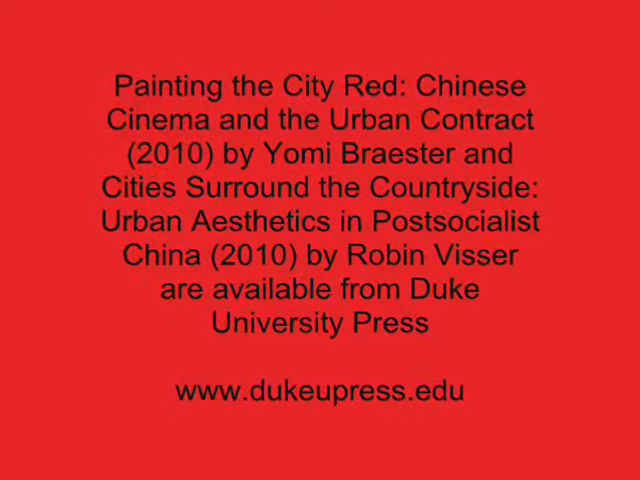 Painting the City Red: Chinese
Cinema and the Urban Contract
(2010) by Yomi Braester and
Cities Surround the Countryside:
Urban Aesthetics in Postsocialist
China (2010) by Robin Visser
are available from Duke
University Press
www.dukeupress.edu